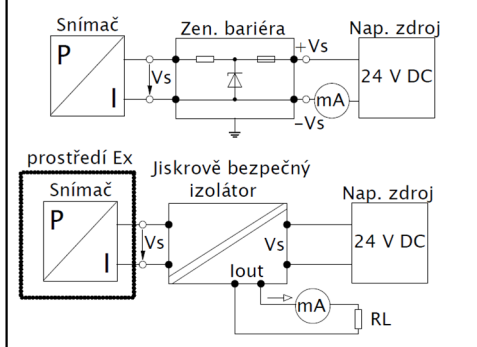 Snímač
Zen. bariéra
Nap. zdroj
P
I
Vs
+Vs
mA
24 V DC
–Vs
prostředí Ex
Jiskrově bezpečný
izolátor
Snímač
Nap. zdroj
P
I
Vs
Vs
24 V DC
Iout
mA
RL